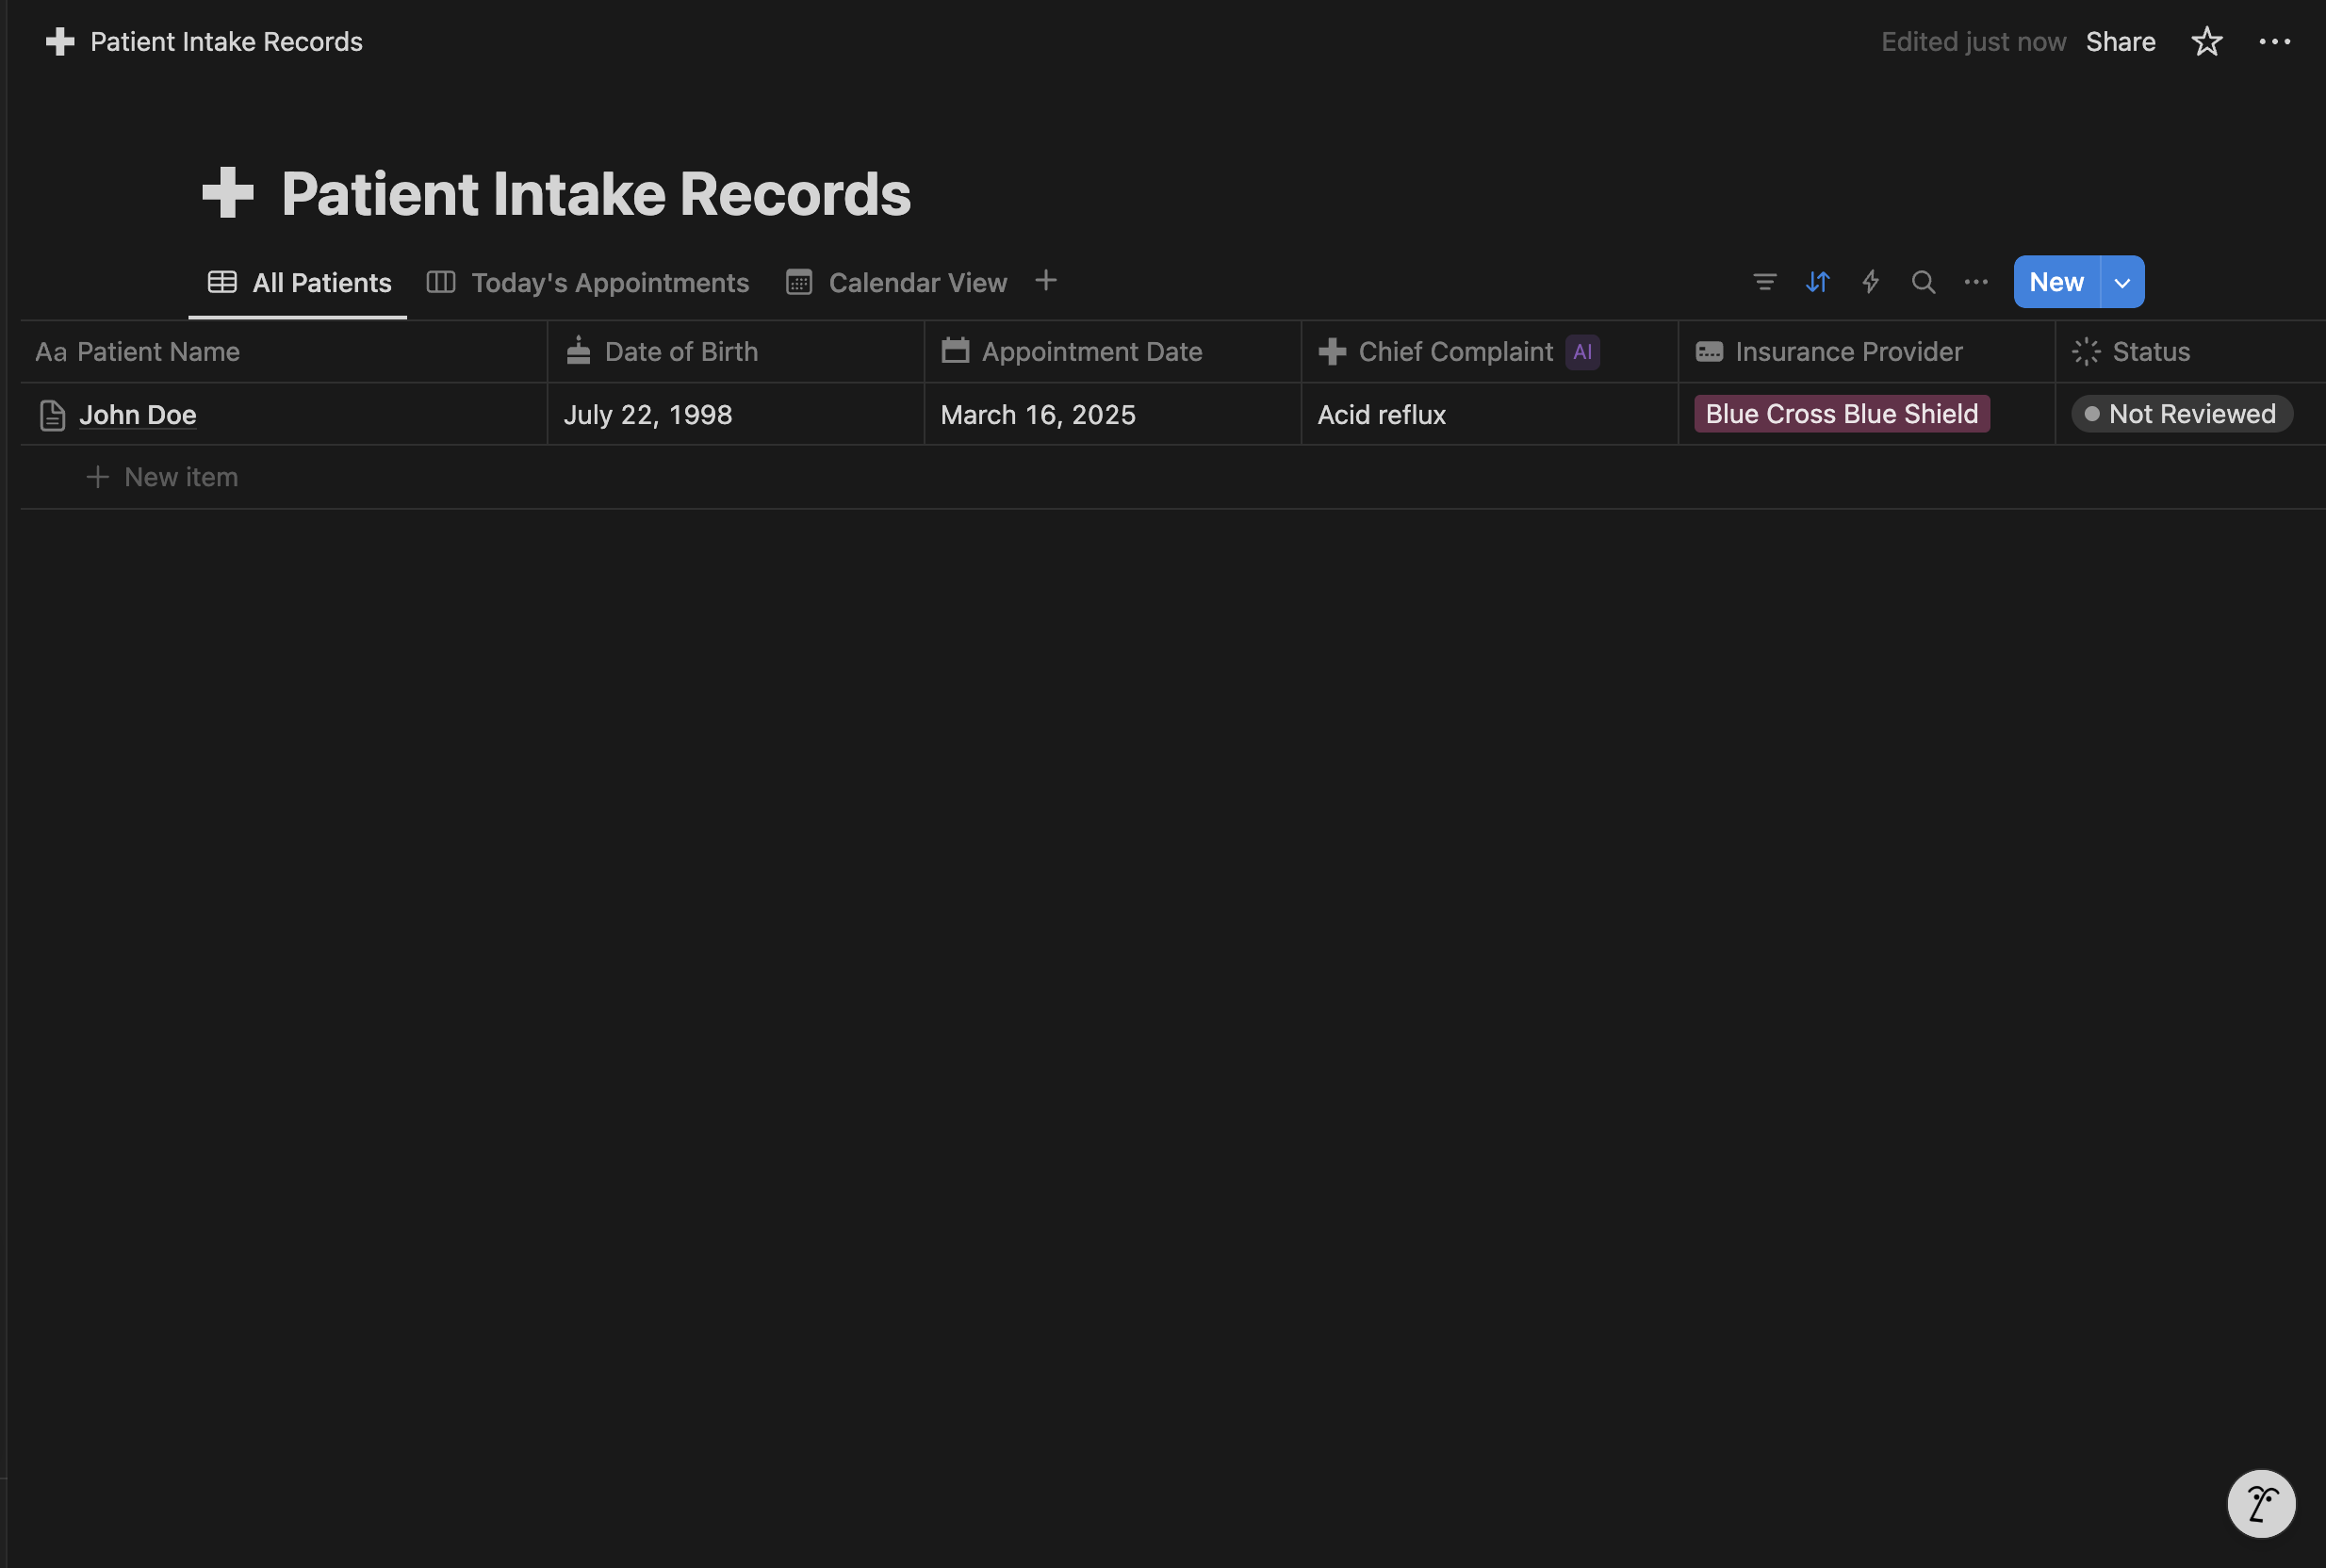 Patient Intake Records
Edited just now Share
Patient Intake Records
All Patients Today's Appointments Calendar View New
Aa Patient Name Date of Birth Appointment Date Chief Complaint AI Insurance Provider Status
John Doe July 22, 1998 March 16, 2025 Acid reflux Blue Cross Blue Shield Not Reviewed
New item